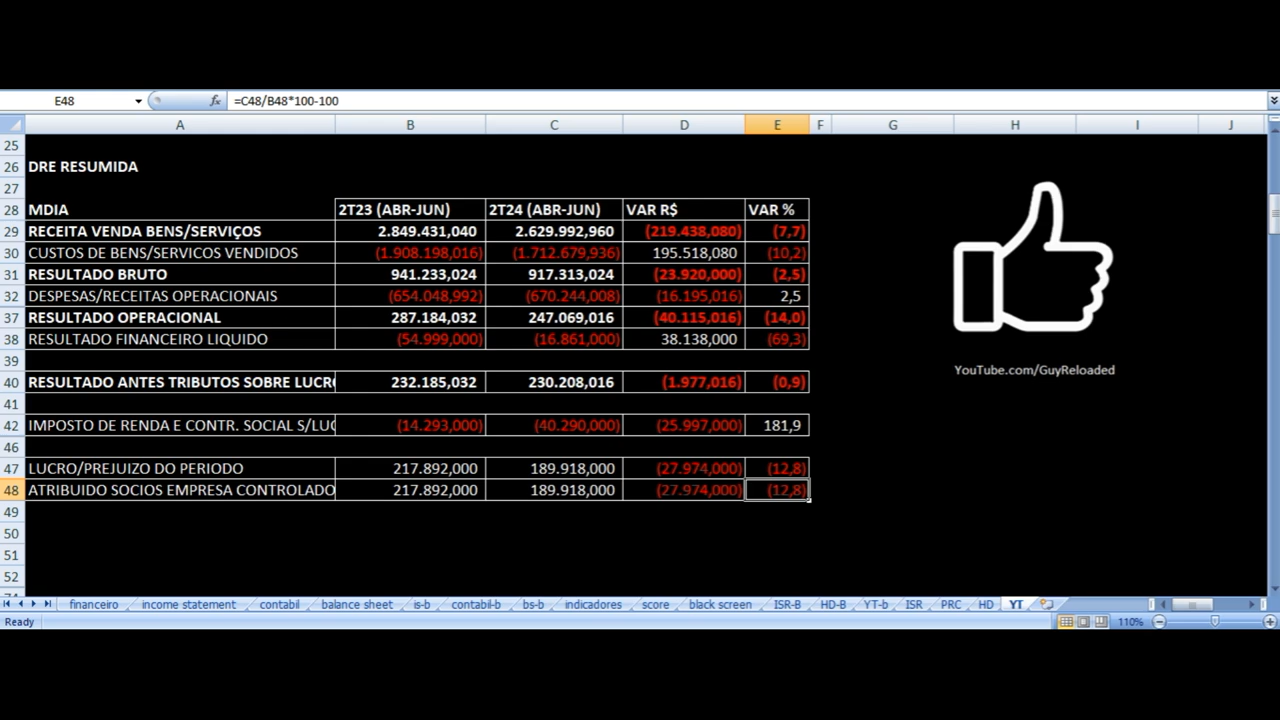 E48 =C48/B48*100-100
A B C D E F G H I J
25
26 DRE RESUMIDA
27
28 MDIA 2T23 (ABR-JUN) 2T24 (ABR-JUN) VAR R$ VAR %
29 RECEITA VENDA BENS/SERVIÇOS 2.849.431,040 2.629.992,960 (219.438,080) (7,7)
30 CUSTOS DE BENS/SERVICOS VENDIDOS (1.908.198,016) (1.712.679,936) 195.518,080 (10,2)
31 RESULTADO BRUTO 941.233,024 917.313,024 (23.920,000) (2,5)
32 DESPESAS/RECEITAS OPERACIONAIS (654.048,992) (670.244,008) (16.195,016) 2,5
37 RESULTADO OPERACIONAL 287.184,032 247.069,016 (40.115,016) (14,0)
38 RESULTADO FINANCEIRO LIQUIDO (54.999,000) (16.861,000) 38.138,000 (69,3)
39
40 RESULTADO ANTES TRIBUTOS SOBRE LUCR 232.185,032 230.208,016 (1.977,016) (0,9)
41
42 IMPOSTO DE RENDA E CONTR. SOCIAL S/LUC (14.293,000) (40.290,000) (25.997,000) 181,9
46
47 LUCRO/PREJUIZO DO PERIODO 217.892,000 189.918,000 (27.974,000) (12,8)
48 ATRIBUIDO SOCIOS EMPRESA CONTROLADO 217.892,000 189.918,000 (27.974,000) (12,8)
49
50
51
52
YouTube.com/GuyReloaded
financeiro income statement contabil balance sheet is-b contabil-b bs-b indicadores score black screen ISR-B HD-B YT-b ISR PRC HD YT
Ready 110%